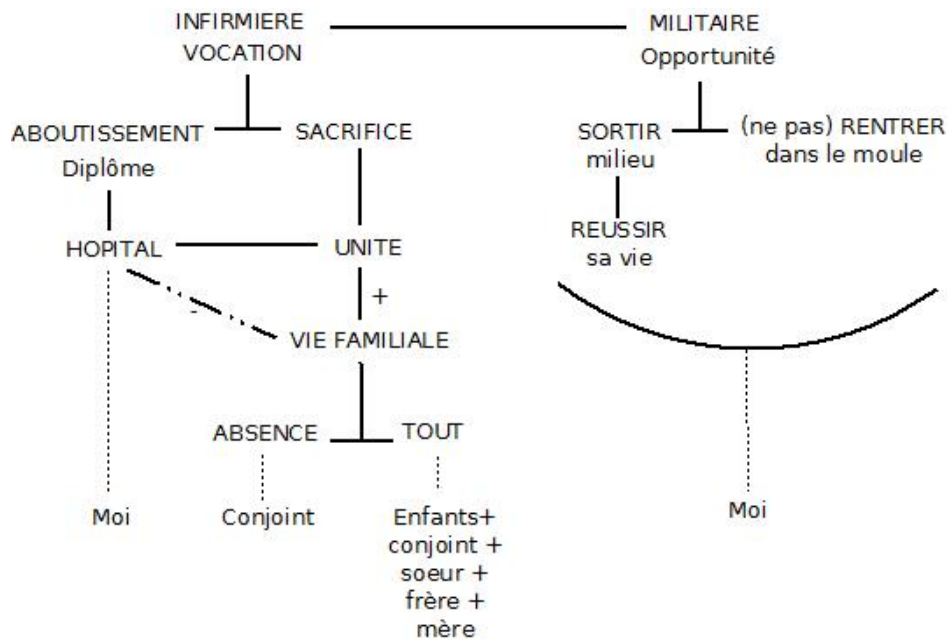 INFIRMIERE
VOCATION
MILITAIRE
Opportunité
ABOUTISSEMENT
Diplôme
SACRIFICE
SORTIR
milieu
(ne pas) RENTRER
dans le moule
HOPITAL
UNITE
REUSSIR
sa vie
+
-
VIE FAMILIALE
ABSENCE
TOUT
Moi
Conjoint
Enfants+
conjoint +
soeur +
frère +
mère
Moi